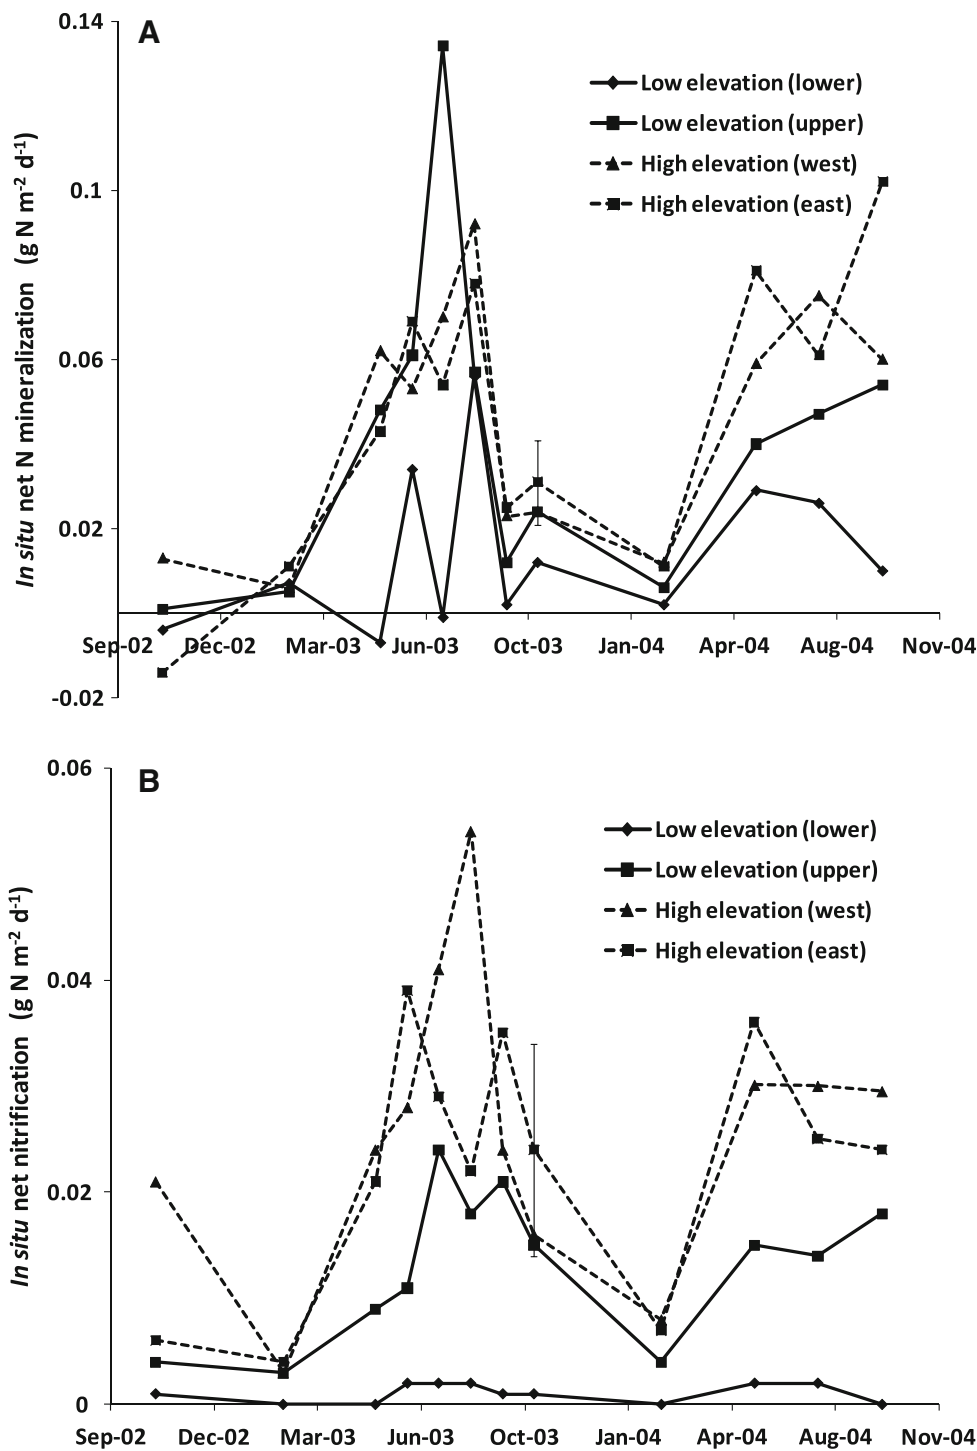 A
0.14
0.1
0.06
0.02
-0.02
In situ net N mineralization (g N m-2 d-1)
Low elevation (lower)
Low elevation (upper)
High elevation (west)
High elevation (east)
Sep-02 Dec-02 Mar-03 Jun-03 Oct-03 Jan-04 Apr-04 Aug-04 Nov-04
B
0.06
0.04
0.02
0
In situ net nitrification (g N m-2 d-1)
Low elevation (lower)
Low elevation (upper)
High elevation (west)
High elevation (east)
Sep-02 Dec-02 Mar-03 Jun-03 Oct-03 Jan-04 Apr-04 Aug-04 Nov-04